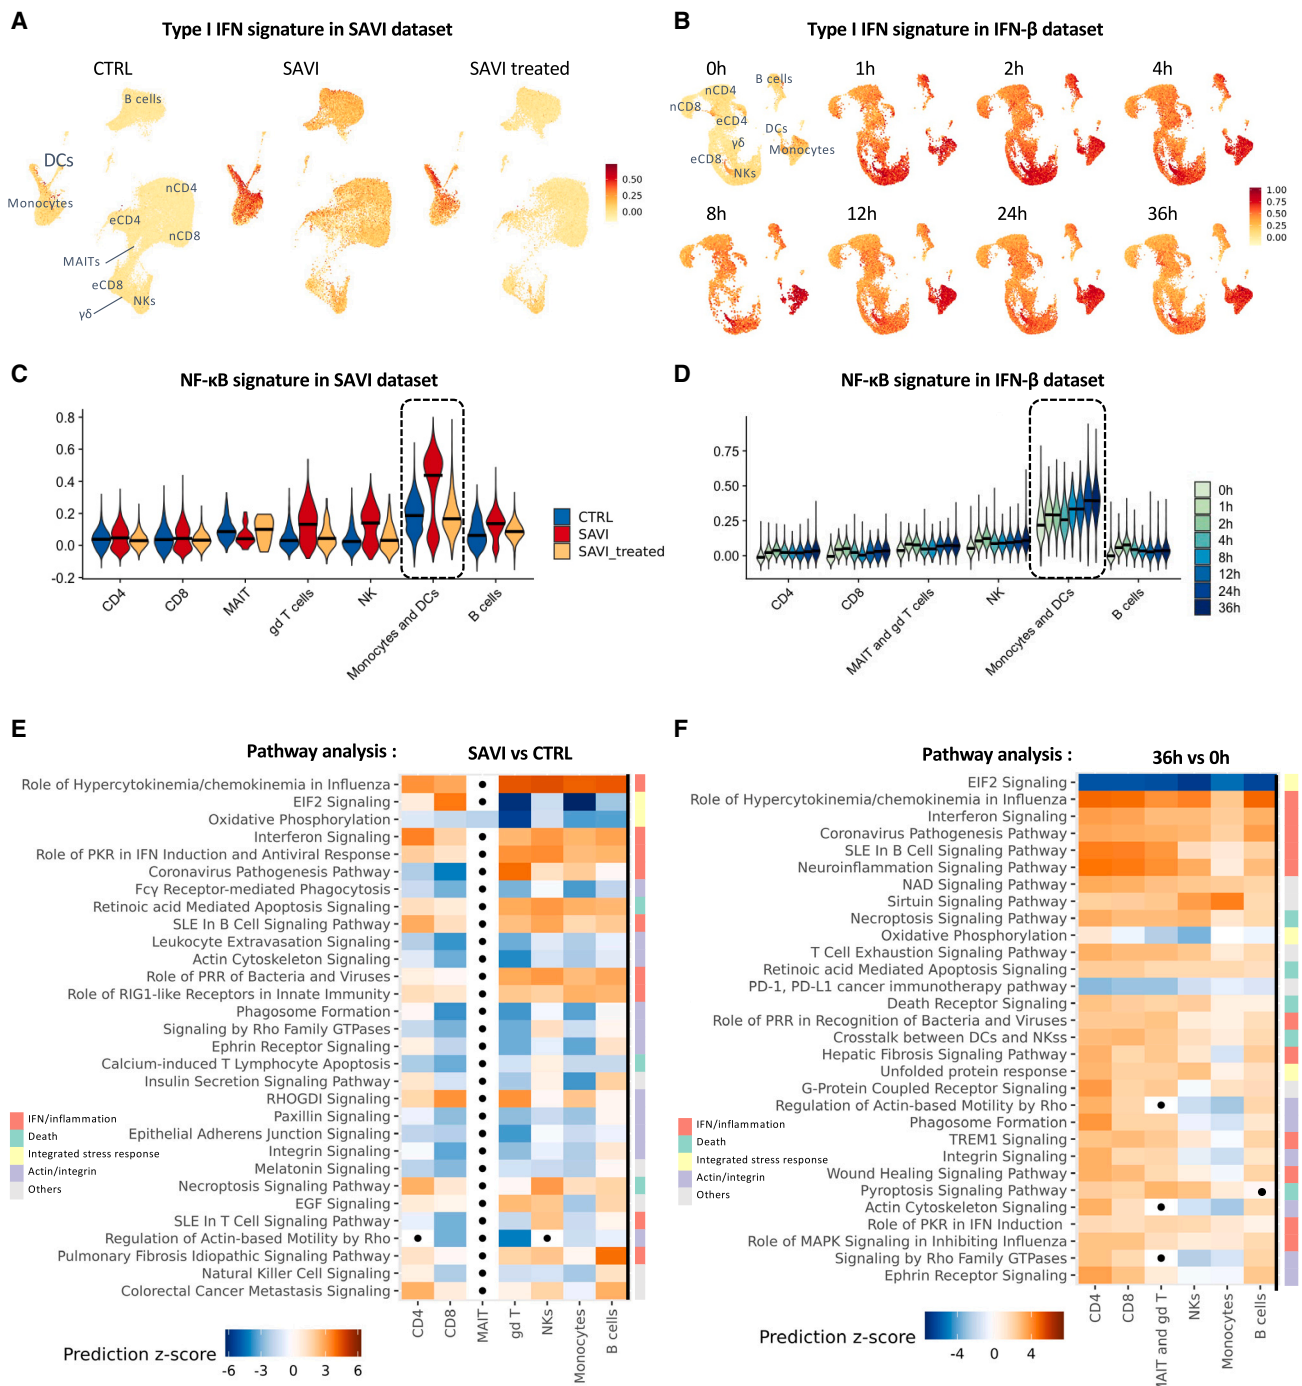 A
Type I IFN signature in SAVI dataset
CTRL
SAVI
SAVI treated
B cells
DCs
Monocytes
nCD4
eCD4
nCD8
MAITs
eCD8
NKs
γδ
0.50
0.25
0.00
B
Type I IFN signature in IFN-β dataset
0h
1h
2h
4h
B cells
nCD4
nCD8
eCD4
DCs
γδ
Monocytes
eCD8
NKs
8h
12h
24h
36h
1.00
0.75
0.50
0.25
0.00
C
NF-κB signature in SAVI dataset
0.8
0.6
0.4
0.2
0.0
-0.2
CD4
CD8
MAIT
gd T cells
NK
Monocytes and DCs
B cells
CTRL
SAVI
SAVI_treated
D
NF-κB signature in IFN-β dataset
0.75
0.50
0.25
0.00
CD4
CD8
MAIT and gd T cells
NK
Monocytes and DCs
B cells
0h
1h
2h
4h
8h
12h
24h
36h
E
Pathway analysis :
SAVI vs CTRL
Role of Hypercytokinemia/chemokinemia in Influenza
EIF2 Signaling
Oxidative Phosphorylation
Interferon Signaling
Role of PKR in IFN Induction and Antiviral Response
Coronavirus Pathogenesis Pathway
Fcγ Receptor-mediated Phagocytosis
Retinoic acid Mediated Apoptosis Signaling
SLE In B Cell Signaling Pathway
Leukocyte Extravasation Signaling
Actin Cytoskeleton Signaling
Role of PRR of Bacteria and Viruses
Role of RIG1-like Receptors in Innate Immunity
Phagosome Formation
Signaling by Rho Family GTPases
Ephrin Receptor Signaling
Calcium-induced T Lymphocyte Apoptosis
Insulin Secretion Signaling Pathway
RHOGDI Signaling
Paxillin Signaling
Epithelial Adherens Junction Signaling
Integrin Signaling
Melatonin Signaling
Necroptosis Signaling Pathway
EGF Signaling
SLE In T Cell Signaling Pathway
Regulation of Actin-based Motility by Rho
Pulmonary Fibrosis Idiopathic Signaling Pathway
Natural Killer Cell Signaling
Colorectal Cancer Metastasis Signaling
IFN/inflammation
Death
Integrated stress response
Actin/integrin
Others
CD4
CD8
MAIT
gd T
NKs
Monocytes
B cells
Prediction z-score
-6
-3
0
3
6
F
Pathway analysis :
36h vs 0h
EIF2 Signaling
Role of Hypercytokinemia/chemokinemia in Influenza
Interferon Signaling
Coronavirus Pathogenesis Pathway
SLE In B Cell Signaling Pathway
Neuroinflammation Signaling Pathway
NAD Signaling Pathway
Sirtuin Signaling Pathway
Necroptosis Signaling Pathway
Oxidative Phosphorylation
T Cell Exhaustion Signaling Pathway
Retinoic acid Mediated Apoptosis Signaling
PD-1, PD-L1 cancer immunotherapy pathway
Death Receptor Signaling
Role of PRR in Recognition of Bacteria and Viruses
Crosstalk between DCs and NKss
Hepatic Fibrosis Signaling Pathway
Unfolded protein response
G-Protein Coupled Receptor Signaling
Regulation of Actin-based Motility by Rho
Phagosome Formation
TREM1 Signaling
Integrin Signaling
Wound Healing Signaling Pathway
Pyroptosis Signaling Pathway
Actin Cytoskeleton Signaling
Role of PKR in IFN Induction
Role of MAPK Signaling in Inhibiting Influenza
Signaling by Rho Family GTPases
Ephrin Receptor Signaling
IFN/inflammation
Death
Integrated stress response
Actin/integrin
Others
CD4
CD8
MAIT and gd T
NKs
Monocytes
B cells
Prediction z-score
-4
0
4